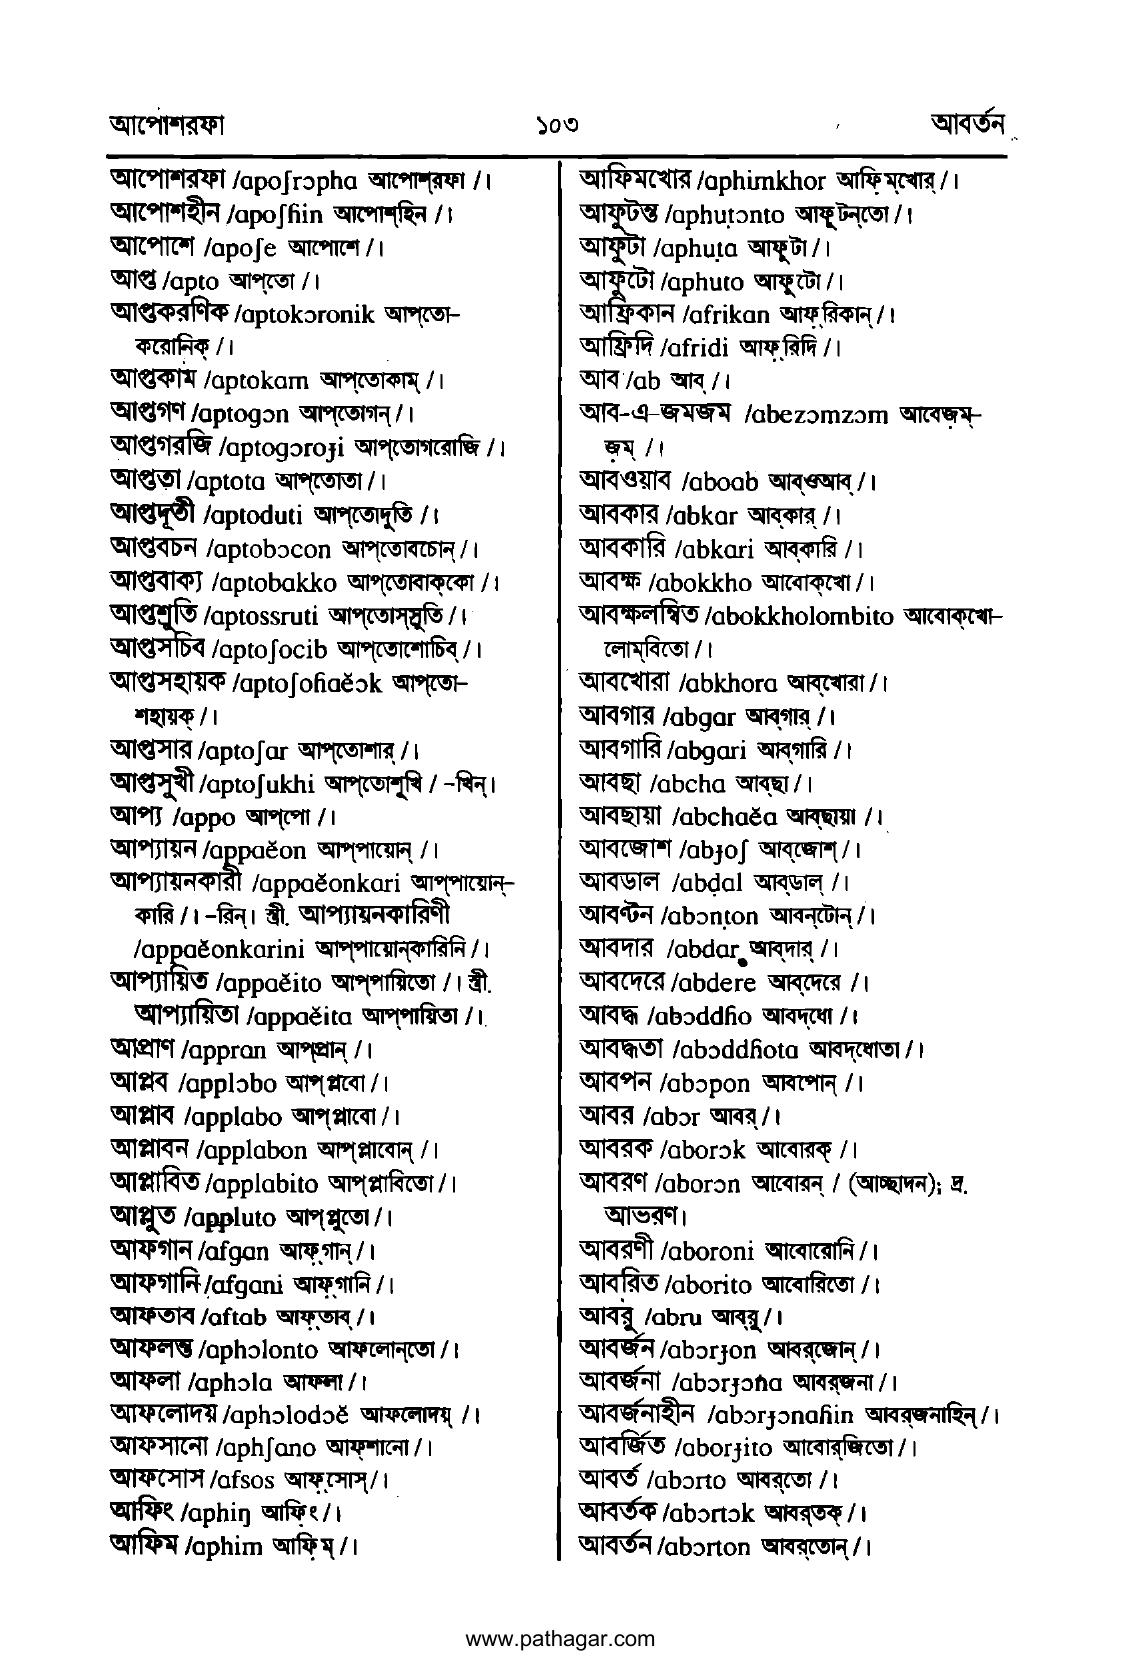 আপোশরফা ১০৩ আবর্তন
আপোশরফা /apoʃrɔpha আপোশ্‌রফা /।
আপোশহীন /apoʃɦin আপোশ্‌হিন /।
আপোশে /apoʃe আপোশে /।
আপ্ত /apto আপ্‌তো /।
আপ্তকরণিক /aptokɔronik আপ্‌তো–
করোনিক্‌ /।
আপ্তকাম /aptokam আপ্‌তোকাম্‌ /।
আপ্তগণ /aptogɔn আপ্‌তোগন্‌ /।
আপ্তগরজি /aptogɔroɟi আপ্‌তোগরোজি /।
আপ্ততা /aptota আপ্‌তোতা /।
আপ্তদূতী /aptoduti আপ্‌তোদুতি /।
আপ্তবচন /aptobɔcon আপ্‌তোবচোন্‌ /।
আপ্তবাক্য /aptobakko আপ্‌তোবাক্‌কো /।
আপ্তশ্রুতি /aptossruti আপ্‌তোস্‌স্রুতি /।
আপ্তসচিব /aptoʃocib আপ্‌তোশোচিব্‌ /।
আপ্তসহায়ক /aptoʃoɦaĕɔk আপ্‌তো–
শহায়ক্‌ /।
আপ্তসার /aptoʃar আপ্‌তোশার্‌ /।
আপ্তসুখী /aptoʃukhi আপ্‌তোশুখি / -খিন্‌।
আপ্য /appo আপ্‌পো /।
আপ্যায়ন /appaĕon আপ্‌পায়োন্‌ /।
আপ্যায়নকারী /appaĕonkari আপ্‌পায়োন্‌–
কারি /। -রিন্‌। স্ত্রী. আপ্যায়নকারিণী
/appaĕonkarini আপ্‌পায়োন্‌কারিনি /।
আপ্যায়িত /appaĕito আপ্‌পায়িতো /। স্ত্রী.
আপ্যায়িতা /appaĕita আপ্‌পায়িতা /।
আপ্রাণ /appran আপ্‌প্রান্‌ /।
আপ্লব /applɔbo আপ্‌প্লবো /।
আপ্লাব /applabo আপ্‌প্লাবো /।
আপ্লাবন /applabon আপ্‌প্লাবোন্‌ /।
আপ্লাবিত /applabito আপ্‌প্লাবিতো /।
আপ্লুত /appluto আপ্‌প্লুতো /।
আফগান /afgan আফ়্‌গান্‌ /।
আফগানি /afgani আফ়্‌গানি /।
আফতাব /aftab আফ়্‌তাব্‌ /।
আফলন্ত /aphɔlonto আফলোন্‌তো /।
আফলা /aphɔla আফলা /।
আফলোদয় /aphɔlodɔĕ আফলোদয়্‌ /।
আফসানো /aphʃano আফ্‌শানো /।
আফসোস /afsos আফ়্‌সোস্‌ /।
আফিং /aphiŋ আফি়ং /।
আফিম /aphim আফি়ম্‌ /।
আফিমখোর /aphimkhor আফি়ম্‌খোর্‌ /।
আফুটন্ত /aphuṭɔnto আফুটন্‌তো /।
আফুটা /aphuṭa আফুটা /।
আফুটো /aphuto আফুটো /।
আফ্রিকান /afrikan আফ়্‌রিকান্‌ /।
আফ্রিদি /afridi আফ়্‌রিদি /।
আব /ab আব্‌ /।
আব-এ-জমজম /abezɔmzɔm আবেজ়ম্‌–
জ়ম্‌ /।
আবওয়াব /aboab আব্‌ওআব্‌ /।
আবকার /abkar আব্‌কার্‌ /।
আবকারি /abkari আব্‌কারি /।
আবক্ষ /abokkho আবোক্‌খো /।
আবক্ষলম্বিত /abokkholombito আবোক্‌খো–
লোম্‌বিতো /।
আবখোরা /abkhora আব্‌খোরা /।
আবগার /abgar আব্‌গার্‌ /।
আবগারি /abgari আব্‌গারি /।
আবছা /abcha আব্‌ছা /।
আবছায়া /abchaĕa আব্‌ছায়া /।
আবজোশ /abɟoʃ আব্‌জোশ্‌ /।
আবডাল /abḍal আব্‌ডাল্‌ /।
আবণ্টন /abɔnṭon আবন্‌টোন্‌ /।
আবদার /abdar আব্‌দার্‌ /।
আবদেরে /abdere আব্‌দেরে /।
আবদ্ধ /abɔddɦo আবদ্‌ধো /।
আবদ্ধতা /abɔddɦota আবদ্‌ধোতা /।
আবপন /abɔpon আবপোন্‌ /।
আবর /abɔr আবর্‌ /।
আবরক /aborɔk আবোরক্‌ /।
আবরণ /aborɔn আবোরন্‌ / (আচ্ছাদন); দ্র.
আভরণ।
আবরণী /aboroni আবোরোনি /।
আবরিত /aborito আবোরিতো /।
আবরু /abru আব্‌রু /।
আবর্জন /abɔrɟon আবর্‌জোন্‌ /।
আবর্জনা /abɔrɟɔna আবর্‌জনা /।
আবর্জনাহীন /abɔrɟɔnaɦin আবর্‌জনাহিন্‌ /।
আবর্জিত /aborɟito আবোর্‌জিতো /।
আবর্ত /abɔrto আবর্‌তো /।
আবর্তক /abɔrtɔk আবর্‌তক্‌ /।
আবর্তন /abɔrton আবর্‌তোন্‌ /।
www.pathagar.com